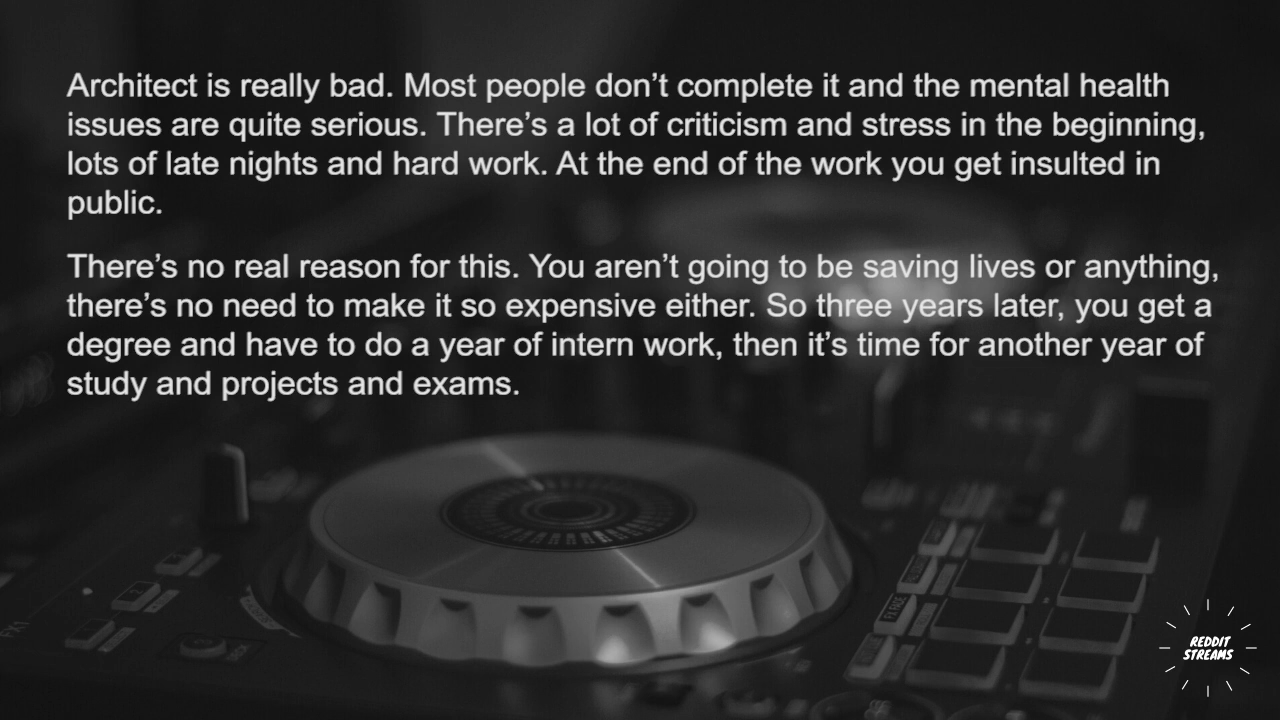 Architect is really bad. Most people don’t complete it and the mental health
issues are quite serious. There’s a lot of criticism and stress in the beginning,
lots of late nights and hard work. At the end of the work you get insulted in
public.
There’s no real reason for this. You aren’t going to be saving lives or anything,
there’s no need to make it so expensive either. So three years later, you get a
degree and have to do a year of intern work, then it’s time for another year of
study and projects and exams.
FX FADE
FX1
REDDIT
STREAMS